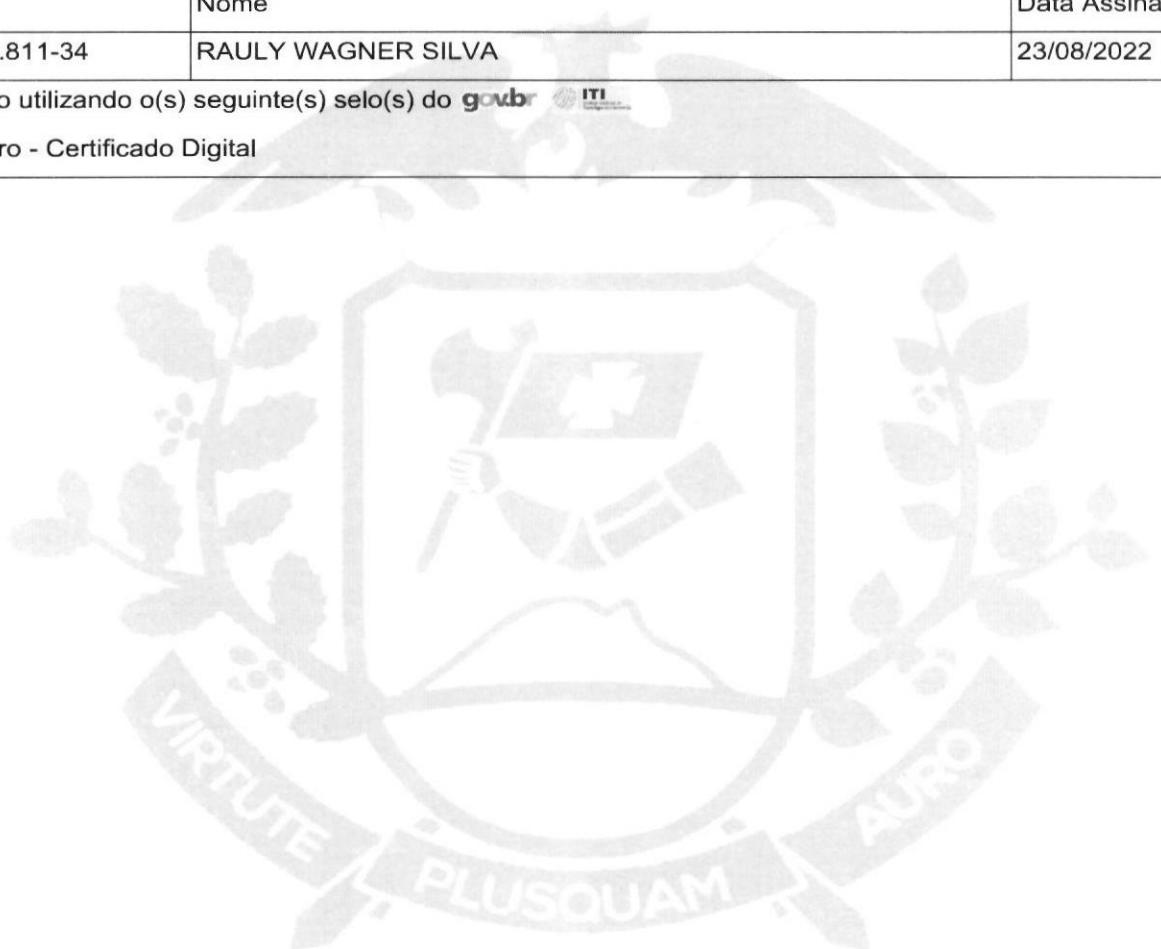 Nome Data Assina
.811-34 RAULY WAGNER SILVA 23/08/2022
o utilizando o(s) seguinte(s) selo(s) do gov.br ITI
ro - Certificado Digital
VIRTUTE PLUSQUAM AURO